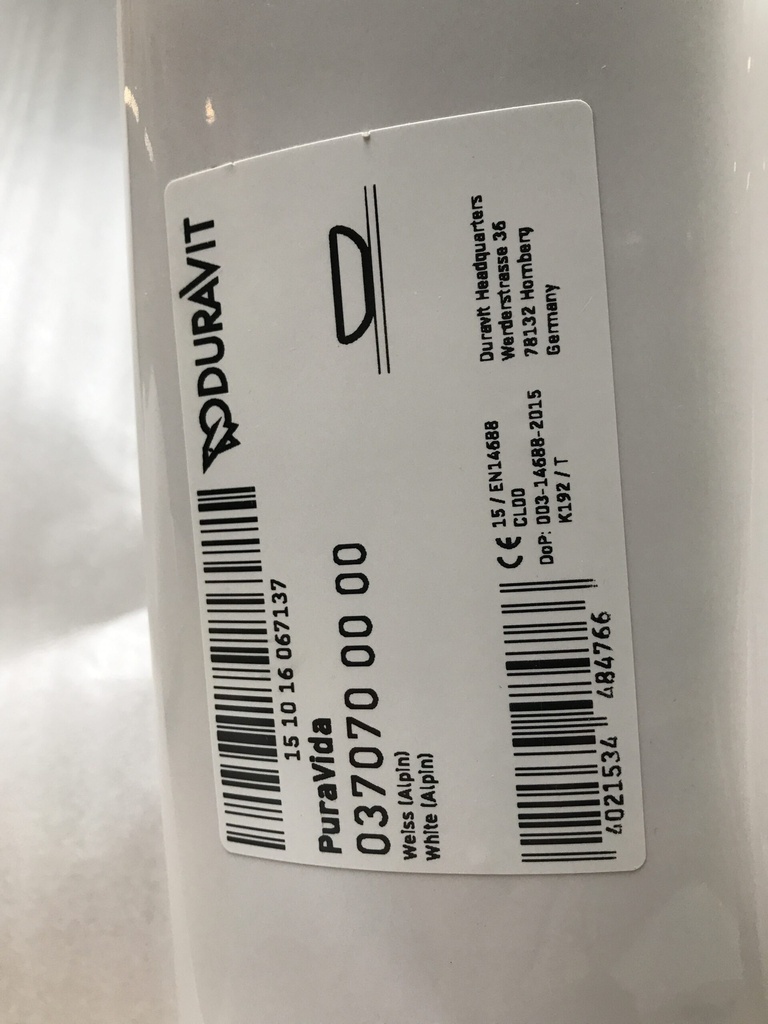 DURAVIT
15 10 16 067137
PuraVida
037070 00 00
Weiss (Alpin)
White (Alpin)
4021534 484766
CE 15 / EN14688
CL00
DoP: 003-14688-2015
K192 / T
Duravit Headquarters
Werderstrasse 36
78132 Hornberg
Germany